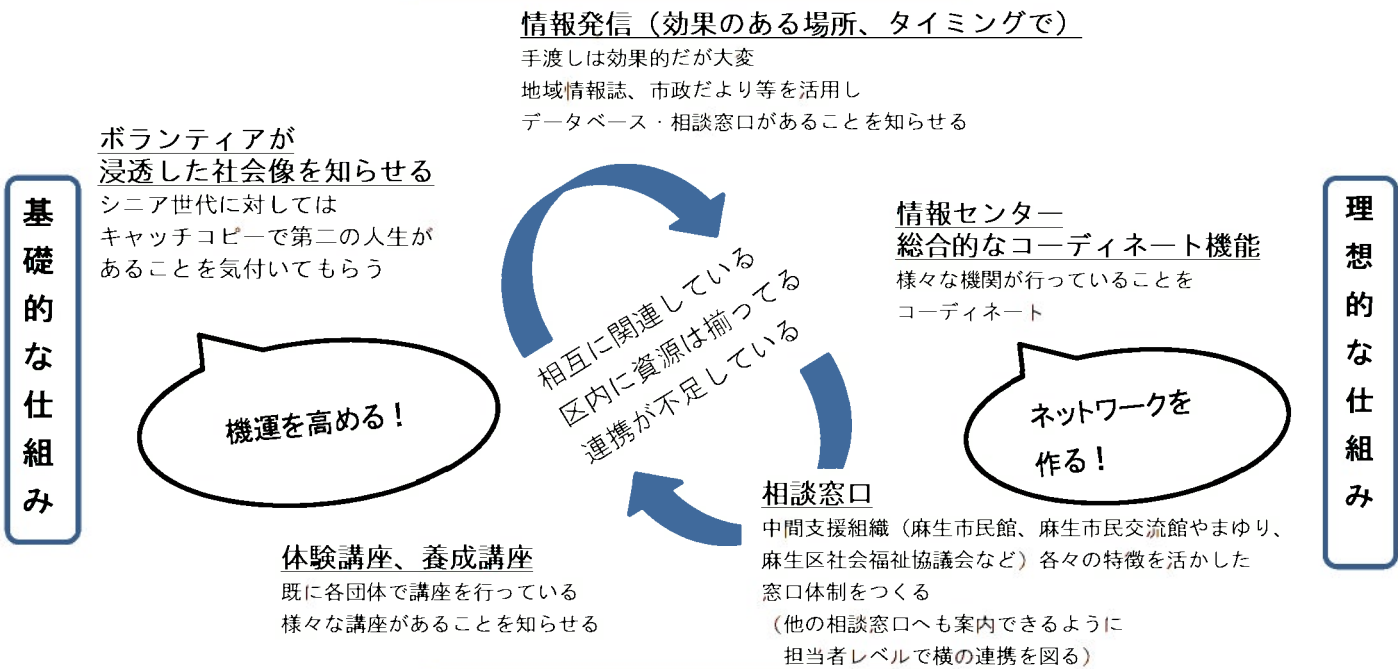 情報発信（効果のある場所、タイミングで）
手渡しは効果的だが大変
地域情報誌、市政だより等を活用し
データベース・相談窓口があることを知らせる
ボランティアが
浸透した社会像を知らせる
シニア世代に対しては
キャッチコピーで第二の人生が
あることを気付いてもらう
基礎的な仕組み
機運を高める！
相互に関連している
区内に資源は揃ってる
連携が不足している
情報センター
総合的なコーディネート機能
様々な機関が行っていることを
コーディネート
理想的な仕組み
ネットワークを
作る！
体験講座、養成講座
既に各団体で講座を行っている
様々な講座があることを知らせる
相談窓口
中間支援組織（麻生市民館、麻生市民交流館やまゆり、
麻生区社会福祉協議会など）各々の特徴を活かした
窓口体制をつくる
（他の相談窓口へも案内できるように
担当者レベルで横の連携を図る）